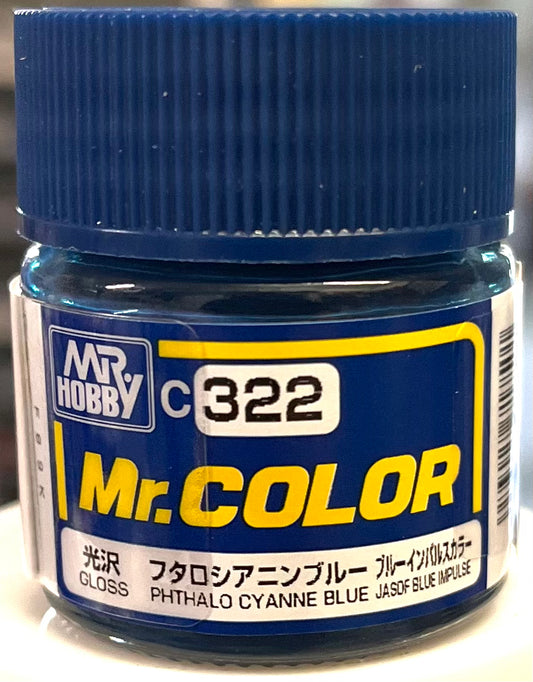 MR. HOBBY
C 322
Mr.COLOR
光沢 フタロシアニンブルー ブルーインパルスカラー
GLOSS PHTHALO CYANNE BLUE JASDF BLUE IMPULSE